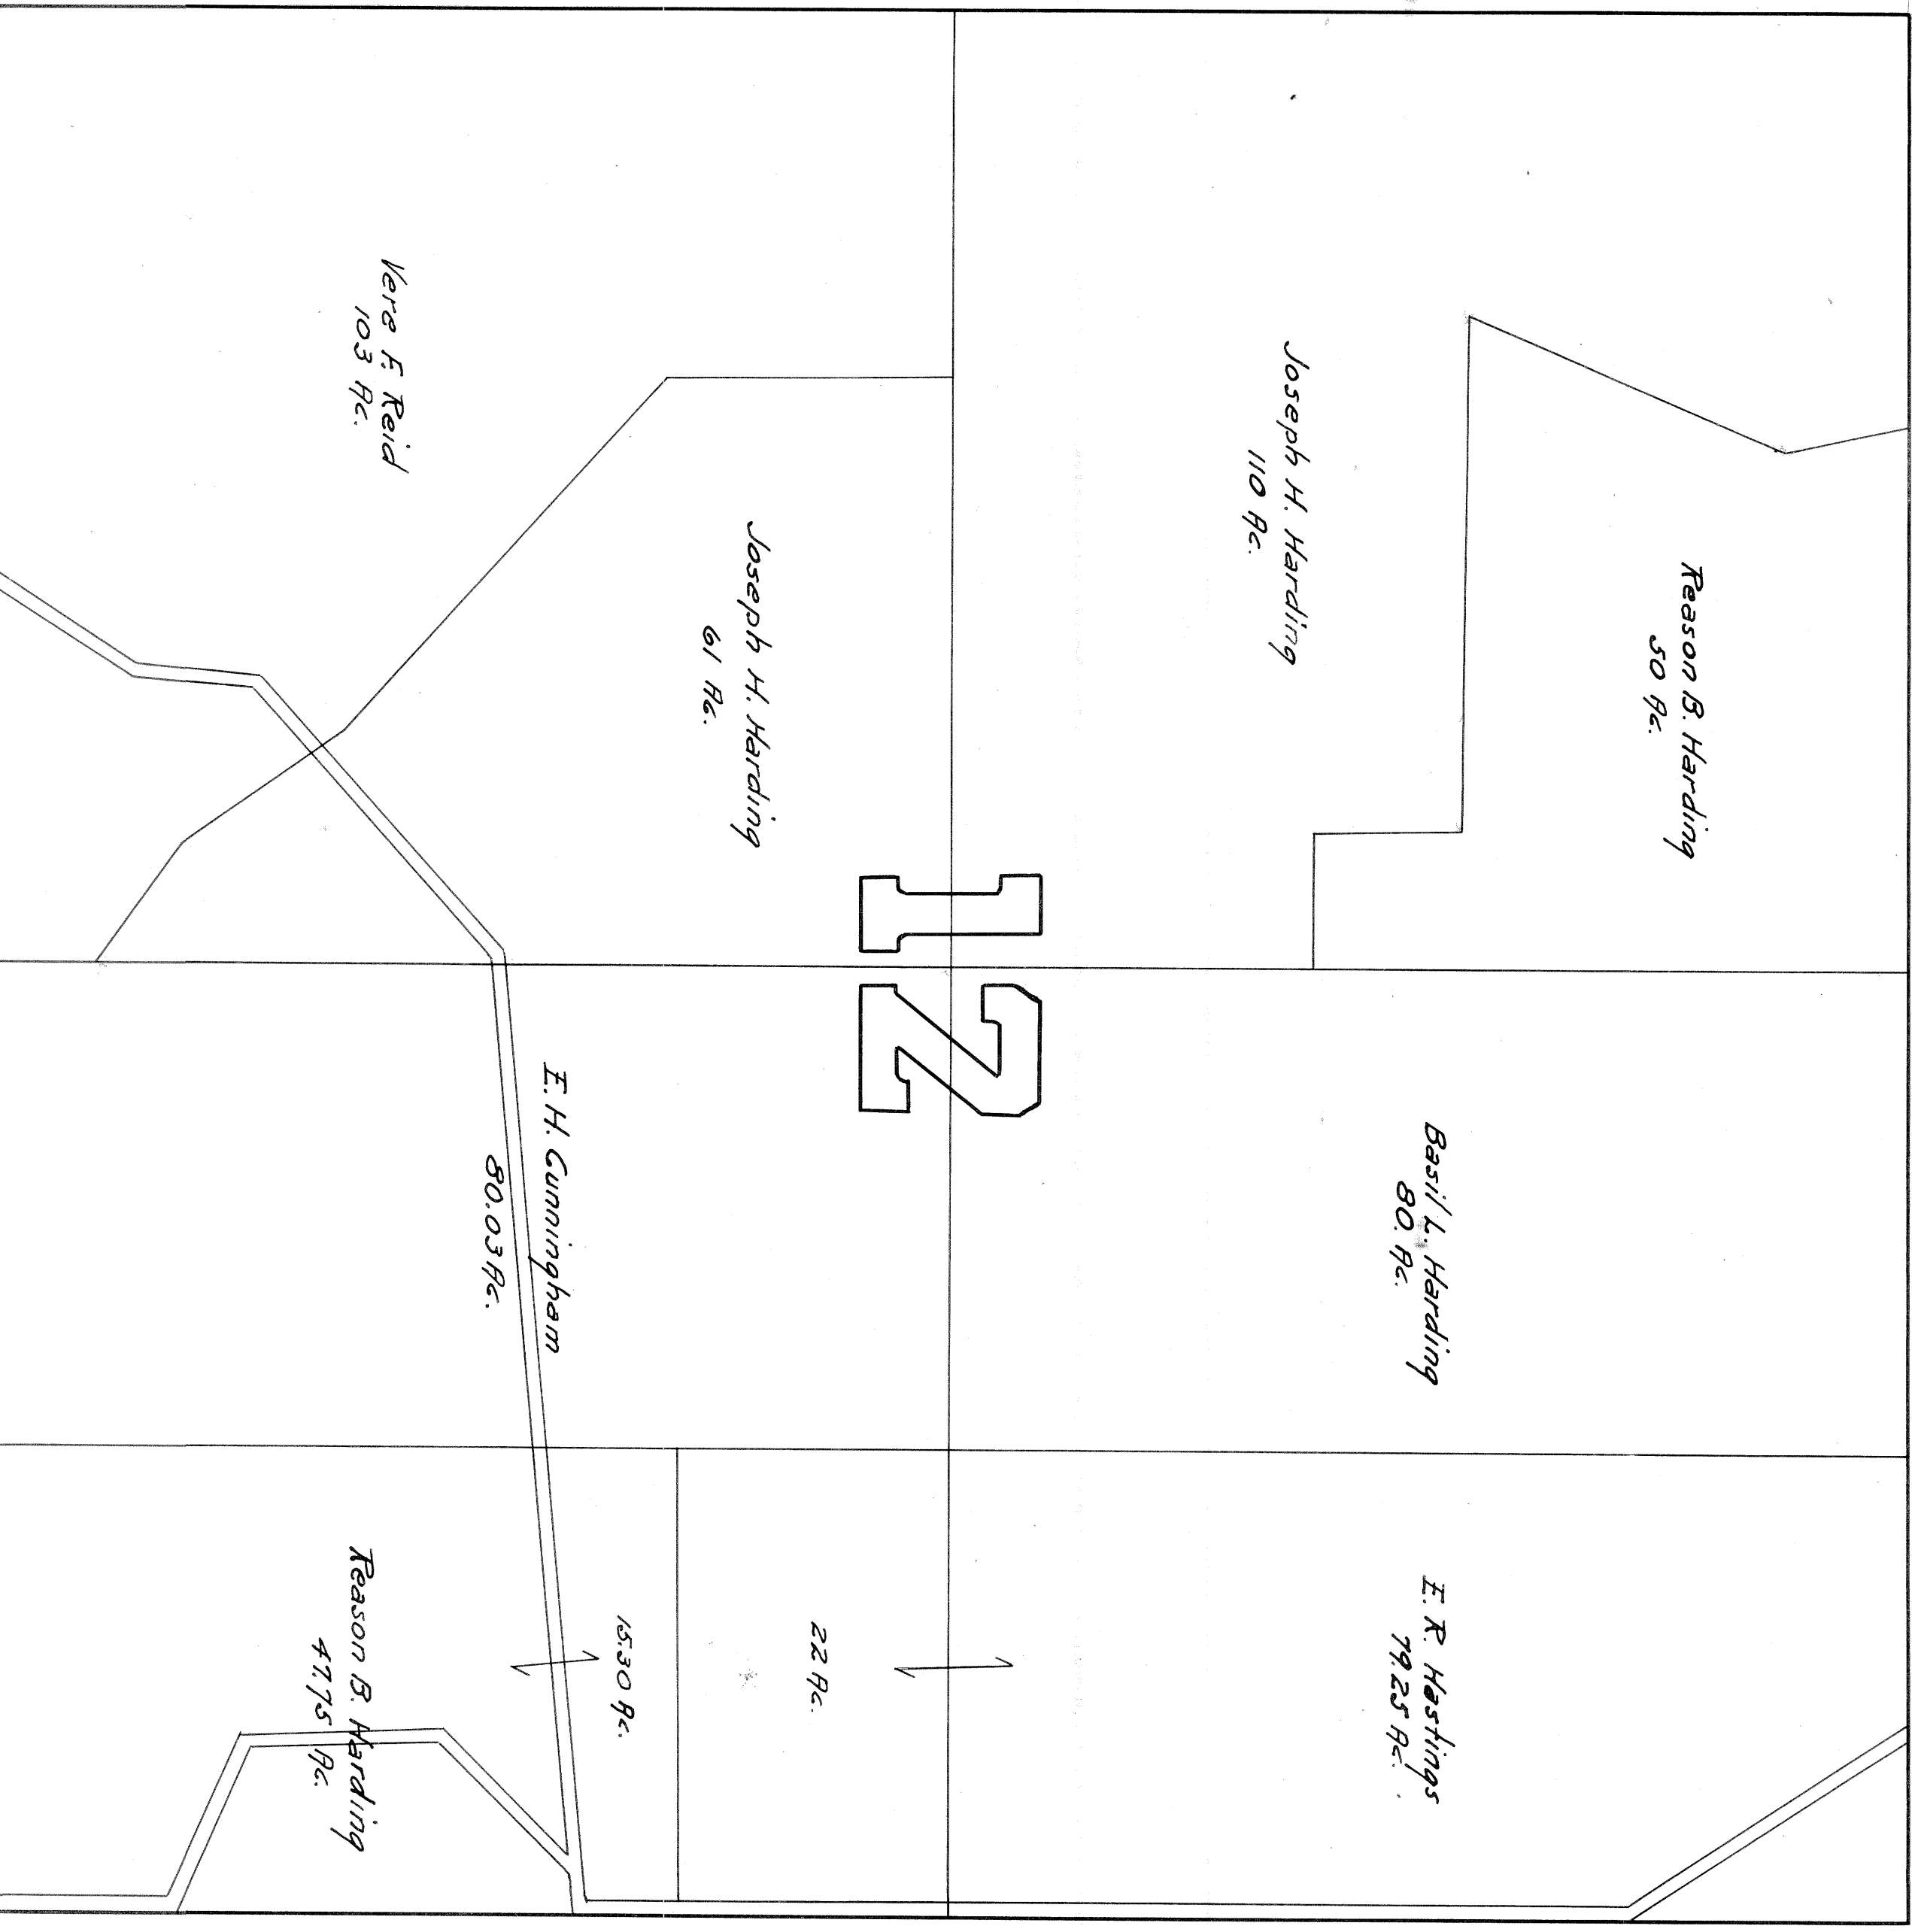 Reason B. Harding
50 Ac.
Joseph H. Harding
110 Ac.
Basil L. Harding
80. Ac.
E. R. Hastings
79.25 Ac.
12
Joseph H. Harding
61 Ac.
Vere F. Reid
103 Ac.
E. H. Cunningham
80.03 Ac.
22 Ac.
15.30 Ac.
Reason B. Harding
47.75 Ac.